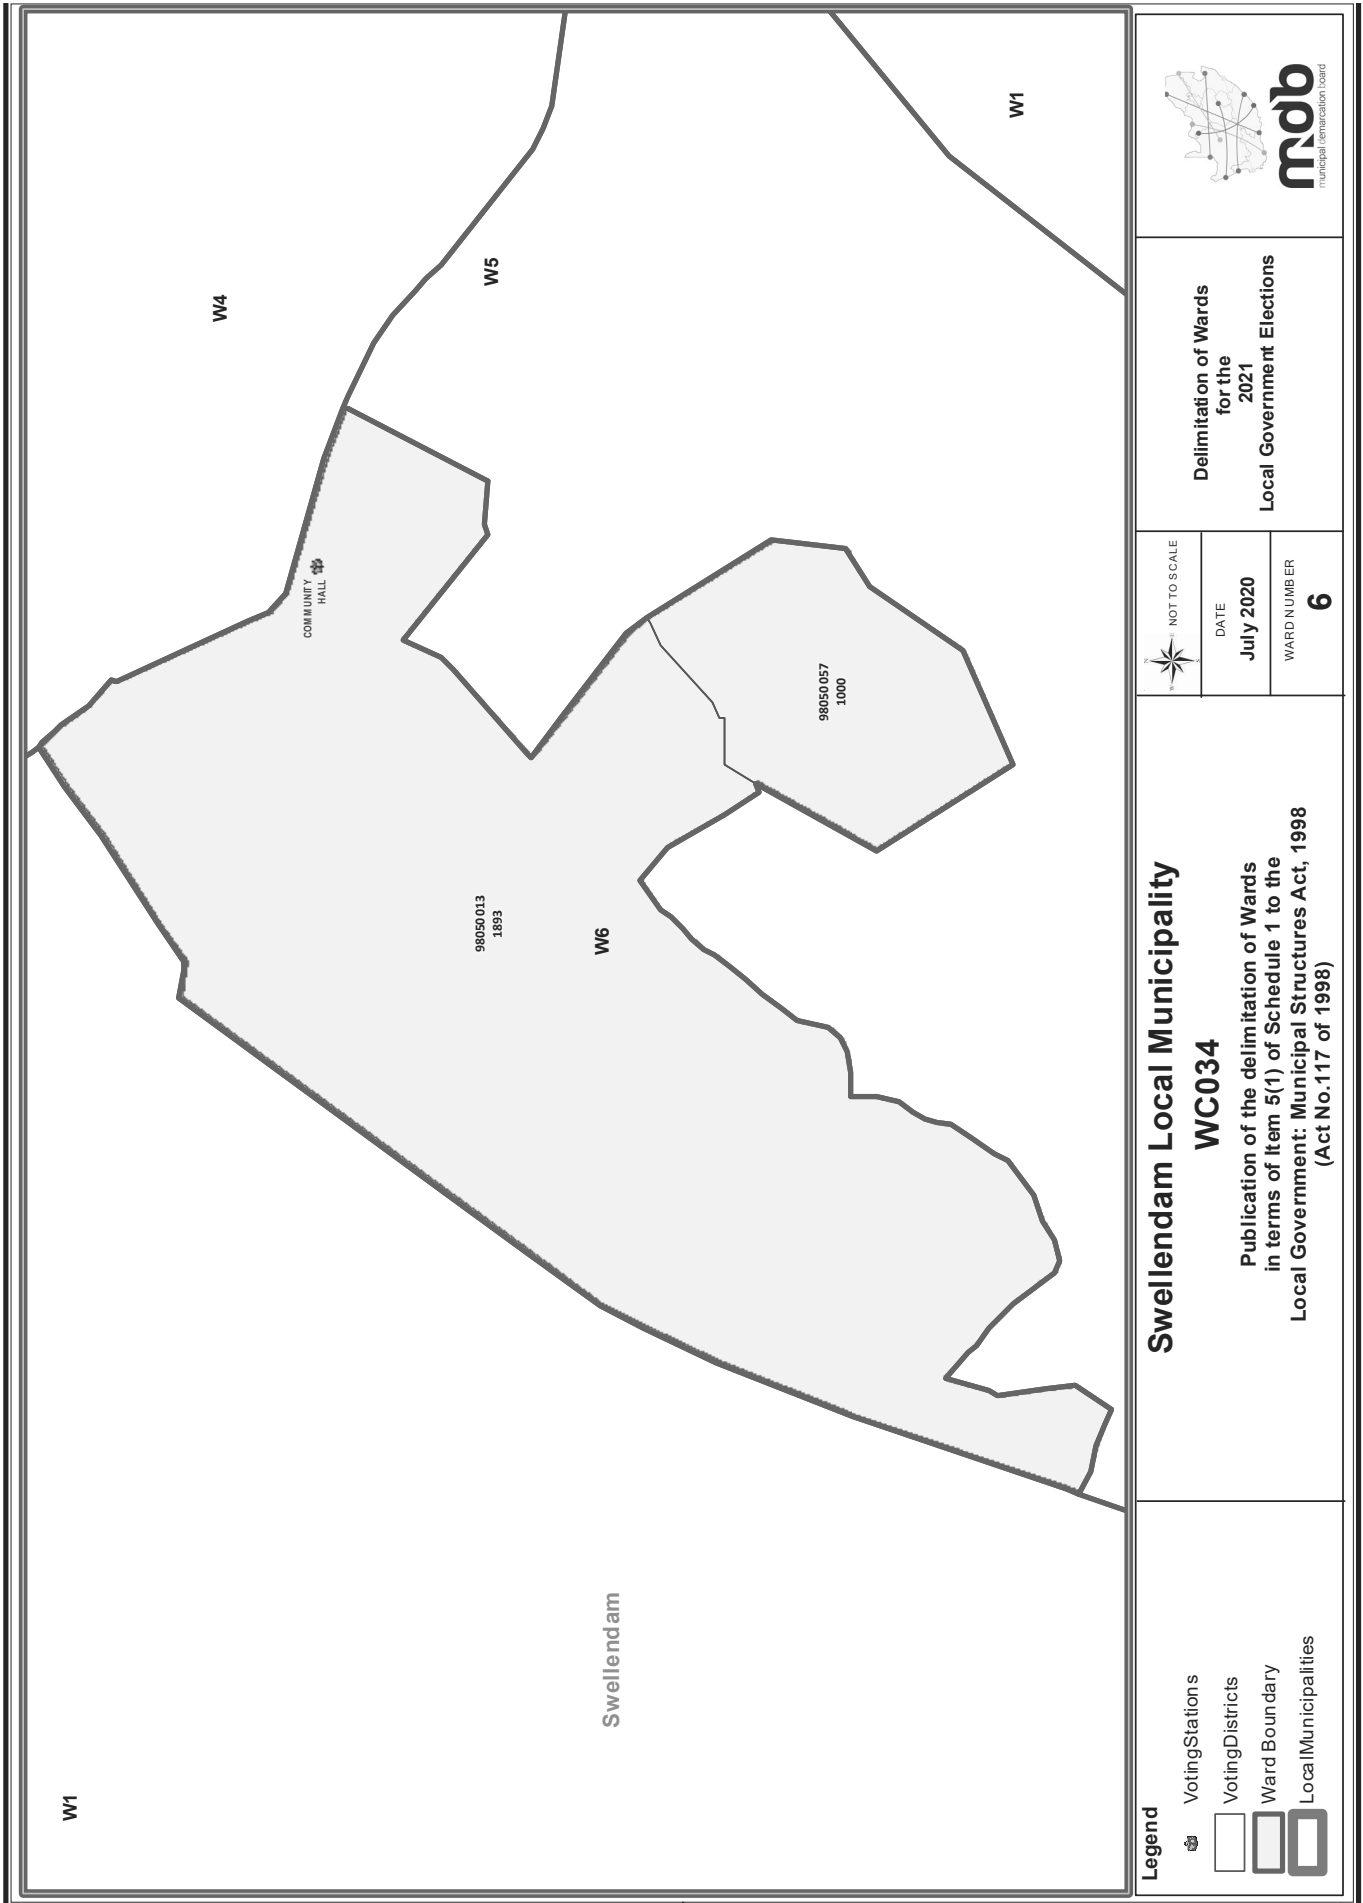 W1
Swellendam
W4
W5
W1
COMMUNITY
HALL
98050013
1893
W6
98050057
1000
Legend
VotingStations
VotingDistricts
Ward Boundary
LocalMunicipalities
Swellendam Local Municipality
WC034
Publication of the delimitation of Wards
in terms of Item 5(1) of Schedule 1 to the
Local Government: Municipal Structures Act, 1998
(Act No.117 of 1998)
N
W
S
NOT TO SCALE
DATE
July 2020
WARD NUMBER
6
Delimitation of Wards
for the
2021
Local Government Elections
mdb
municipal demarcation board